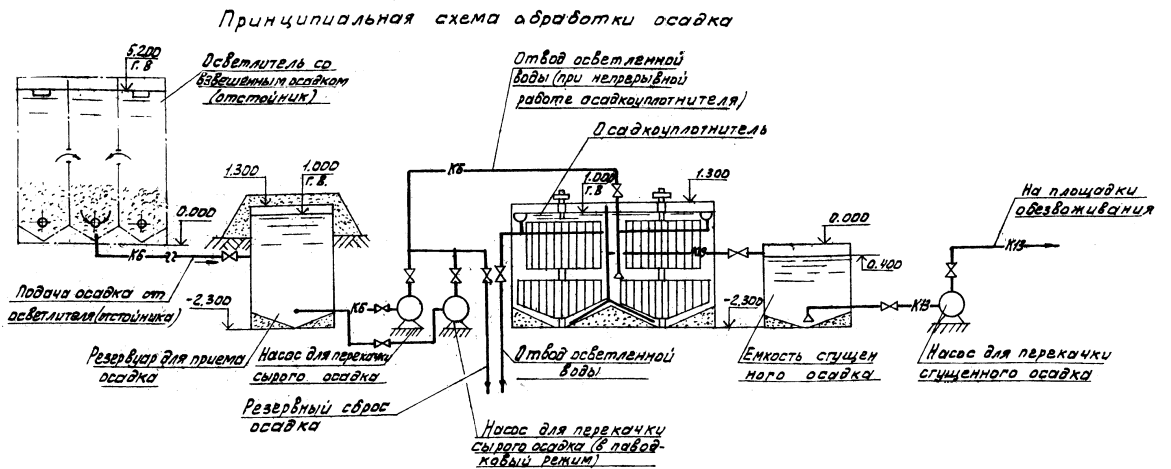 Принципиальная схема обработки осадка
5.200
г.в
Осветлитель со
взвешенным осадком
(отстойник)
Отвод осветленной
воды (при непрерывной
работе осадкоуплотнителя)
Осадкоуплотнитель
1.300
1.000
г.в.
К6
1.000
г.в
1.300
На площадки
обезвоживания
0.000
0.000
К6
К13
К13
0.400
Подача осадка от
осветлителя (отстойника)
-2.300
К6
-2.300
К13
Резервуар для приема
осадка
Насос для перекачки
сырого осадка
Отвод осветленной
воды
Емкость сгущен
ного осадка
Насос для перекачки
сгущенного осадка
Резервный сброс
осадка
Насос для перекачки
сырого осадка (в павод-
ковый режим)